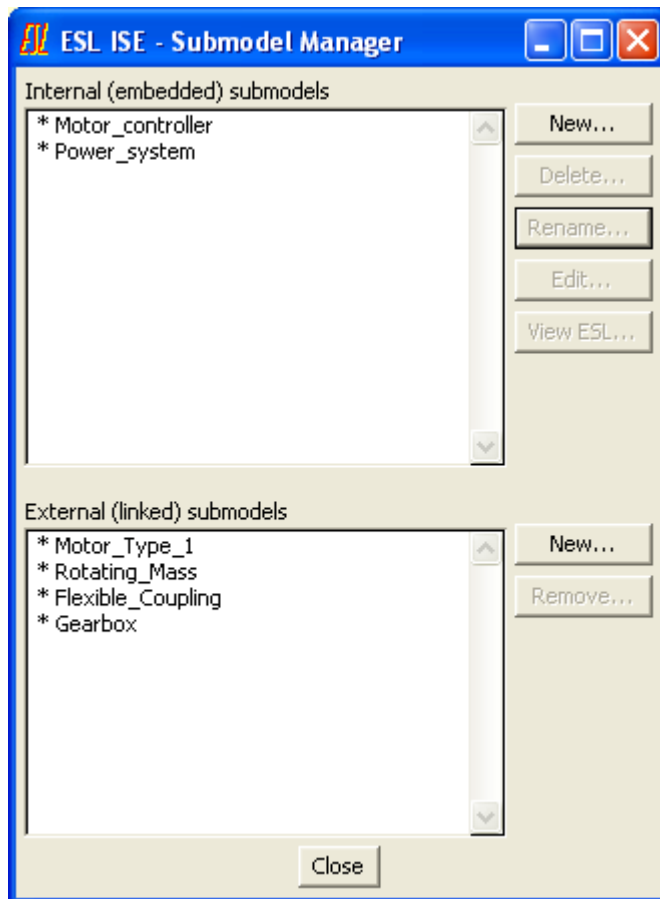 ESL ISE - Submodel Manager
Internal (embedded) submodels
* Motor_controller
* Power_system
New...
Delete...
Rename...
Edit...
View ESL...
External (linked) submodels
* Motor_Type_1
* Rotating_Mass
* Flexible_Coupling
* Gearbox
New...
Remove...
Close